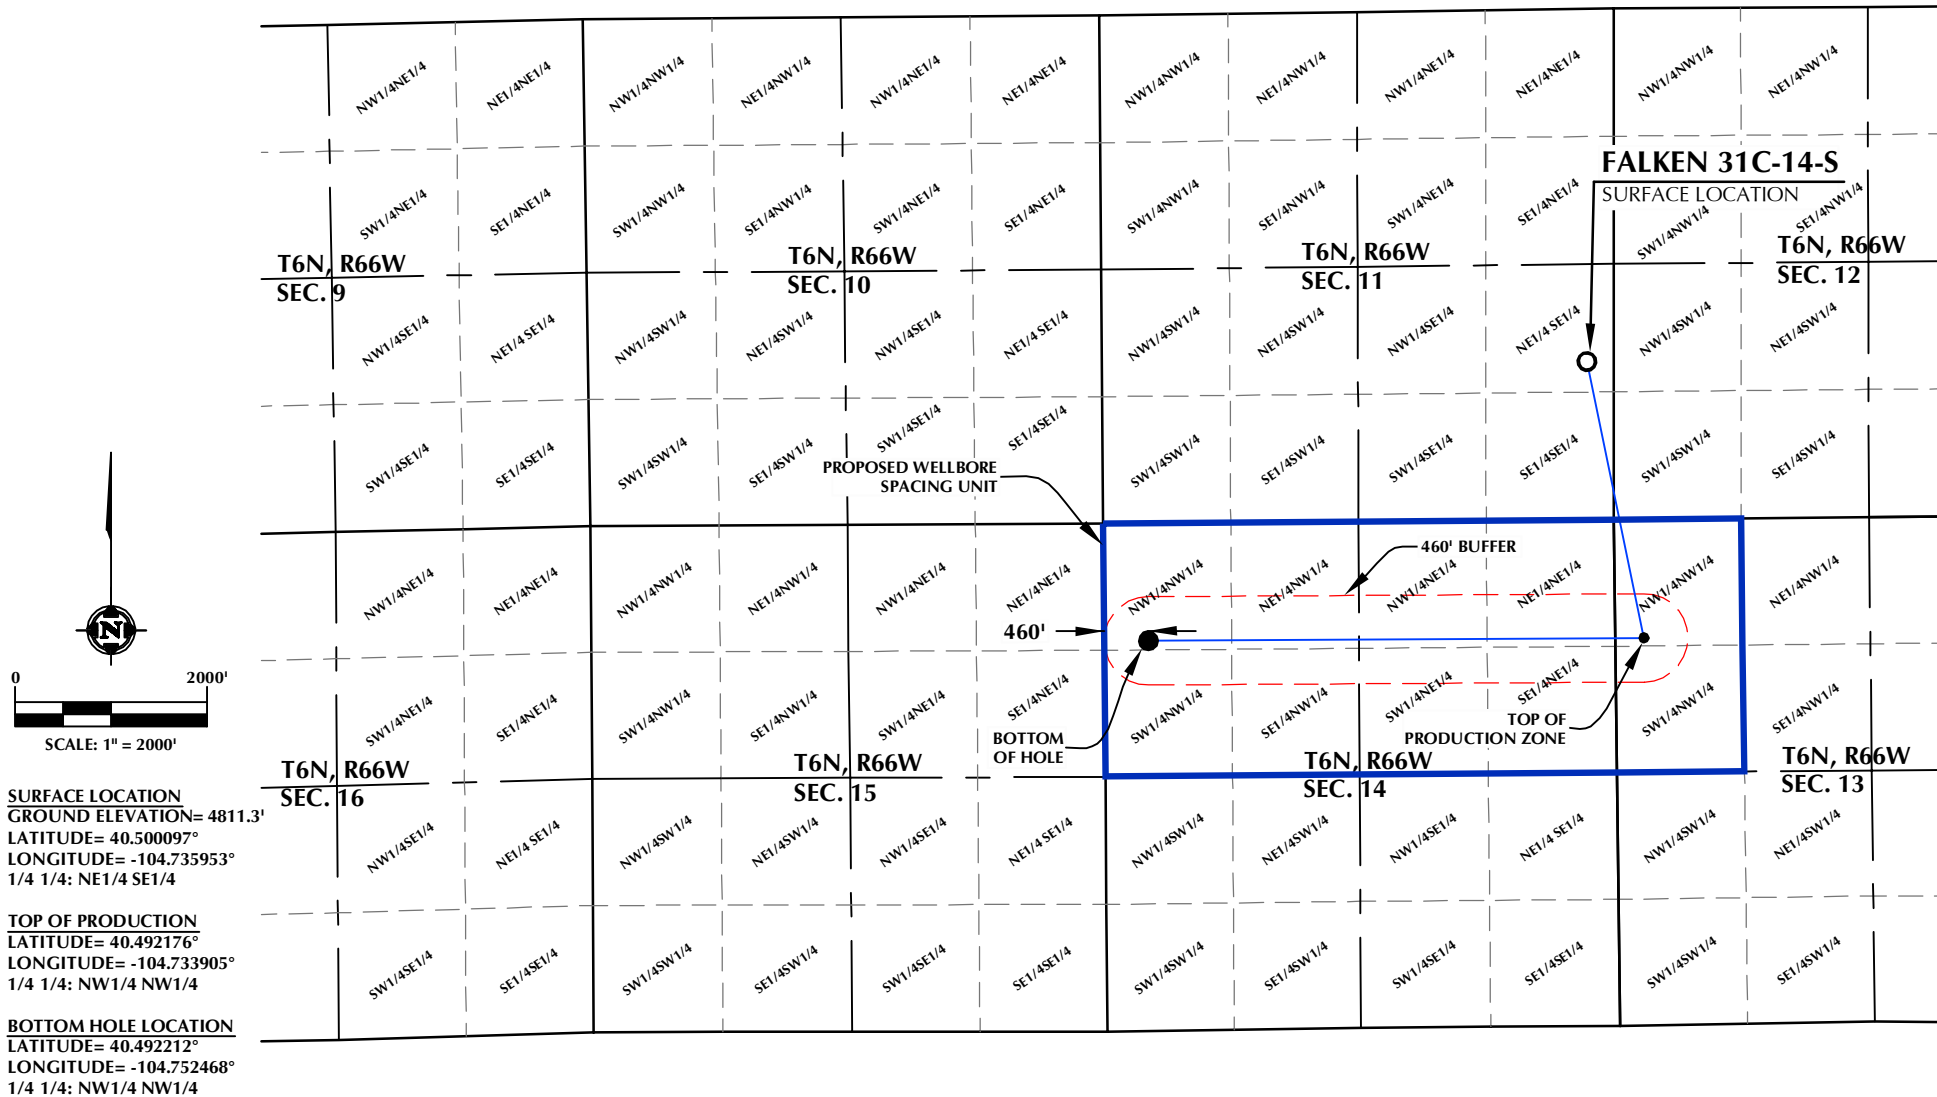 NW1/4NE1/4 NE1/4NE1/4 NW1/4NW1/4 NE1/4NW1/4 NW1/4NE1/4 NE1/4NE1/4 NW1/4NW1/4 NE1/4NW1/4 NW1/4NE1/4 NE1/4NE1/4 NW1/4NW1/4 NE1/4NW1/4
FALKEN 31C-14-S
SURFACE LOCATION
SW1/4NE1/4 SE1/4NE1/4 SW1/4NW1/4 SE1/4NW1/4 SW1/4NE1/4 SE1/4NE1/4 SW1/4NW1/4 SE1/4NW1/4 SW1/4NE1/4 SE1/4NE1/4 SW1/4NW1/4 SE1/4NW1/4
T6N, R66W T6N, R66W T6N, R66W T6N, R66W
SEC. 9 SEC. 10 SEC. 11 SEC. 12
NW1/4SE1/4 NE1/4 SE1/4 NW1/4SW1/4 NE1/4SW1/4 NW1/4SE1/4 NE1/4 SE1/4 NW1/4SW1/4 NE1/4SW1/4 NW1/4SE1/4 NE1/4 SE1/4 NW1/4SW1/4 NE1/4SW1/4
SW1/4SE1/4 SE1/4SE1/4 SW1/4SW1/4 SE1/4SW1/4 SW1/4SE1/4 SE1/4SE1/4 SW1/4SW1/4 SE1/4SW1/4 SW1/4SE1/4 SE1/4SE1/4 SW1/4SW1/4 SE1/4SW1/4
PROPOSED WELLBORE
SPACING UNIT
460' BUFFER
NW1/4NE1/4 NE1/4NE1/4 NW1/4NW1/4 NE1/4NW1/4 NW1/4NE1/4 NE1/4NE1/4 NW1/4NW1/4 NE1/4NW1/4 NW1/4NE1/4 NE1/4NE1/4 NW1/4NW1/4 NE1/4NW1/4
460'
N
0 2000'
SCALE: 1" = 2000'
SW1/4NE1/4 SE1/4NE1/4 SW1/4NW1/4 SE1/4NW1/4 SW1/4NE1/4 SE1/4NE1/4 SW1/4NW1/4 SE1/4NW1/4 SW1/4NE1/4 SE1/4NE1/4 SW1/4NW1/4 SE1/4NW1/4
BOTTOM
OF HOLE
TOP OF
PRODUCTION ZONE
T6N, R66W T6N, R66W T6N, R66W T6N, R66W
SEC. 16 SEC. 15 SEC. 14 SEC. 13
NW1/4SE1/4 NE1/4 SE1/4 NW1/4SW1/4 NE1/4SW1/4 NW1/4SE1/4 NE1/4 SE1/4 NW1/4SW1/4 NE1/4SW1/4 NW1/4SE1/4 NE1/4 SE1/4 NW1/4SW1/4 NE1/4SW1/4
SW1/4SE1/4 SE1/4SE1/4 SW1/4SW1/4 SE1/4SW1/4 SW1/4SE1/4 SE1/4SE1/4 SW1/4SW1/4 SE1/4SW1/4 SW1/4SE1/4 SE1/4SE1/4 SW1/4SW1/4 SE1/4SW1/4
SURFACE LOCATION
GROUND ELEVATION= 4811.3'
LATITUDE= 40.500097°
LONGITUDE= -104.735953°
1/4 1/4: NE1/4 SE1/4
TOP OF PRODUCTION
LATITUDE= 40.492176°
LONGITUDE= -104.733905°
1/4 1/4: NW1/4 NW1/4
BOTTOM HOLE LOCATION
LATITUDE= 40.492212°
LONGITUDE= -104.752468°
1/4 1/4: NW1/4 NW1/4